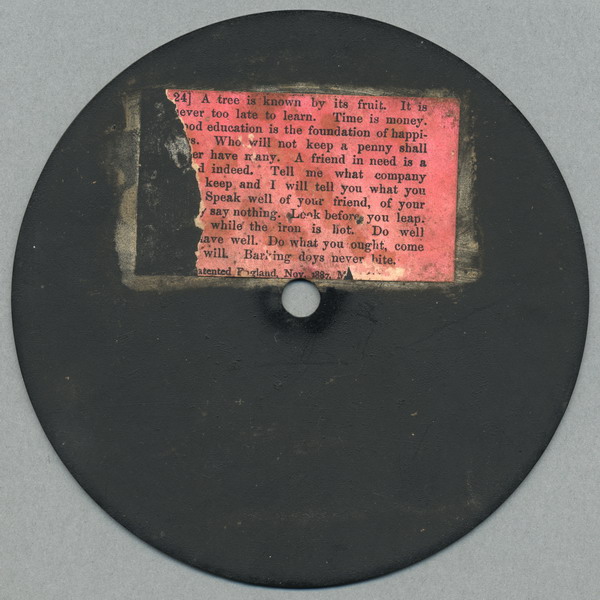 24] A tree is known by its fruit. It is
ever too late to learn. Time is money.
ood education is the foundation of happi-
s. Who will not keep a penny shall
er have many. A friend in need is a
d indeed. Tell me what company
keep and I will tell you what you
Speak well of your friend, of your
y say nothing. Look before you leap.
while the iron is hot. Do well
have well. Do what you ought, come
will. Barking doys never bite.
atented England, Nov. 1887,